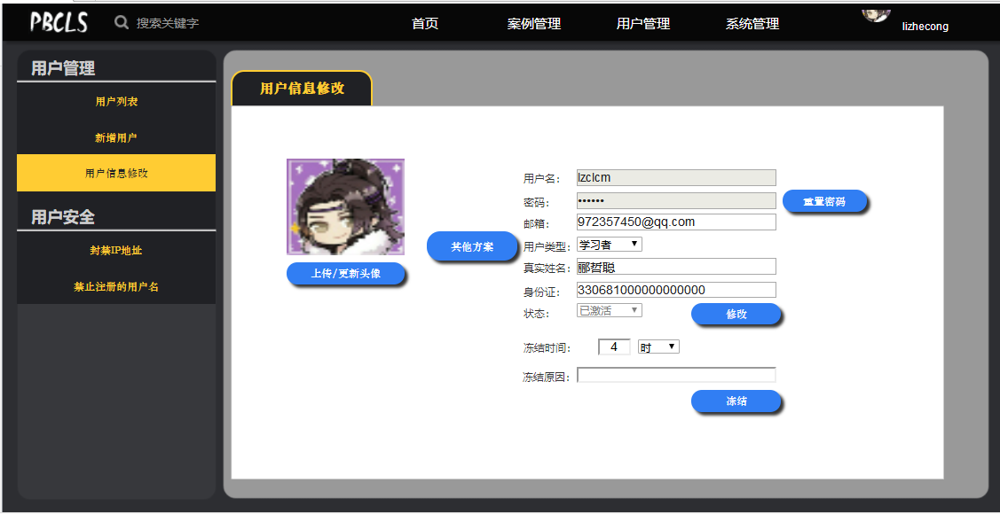 PBCLS 搜索关键字 首页 案例管理 用户管理 系统管理 lizhecong
用户管理
用户列表
新增用户
用户信息修改
用户安全
封禁IP地址
禁止注册的用户名
用户信息修改
上传/更新头像
其他方案
用户名: lzclcm
密码: •••••• 重置密码
邮箱: 972357450@qq.com
用户类型: 学习者 ▼
真实姓名: 郦哲聪
身份证: 330681000000000000
状态: 已激活 ▼
修改
冻结时间: 4 时 ▼
冻结原因:
冻结